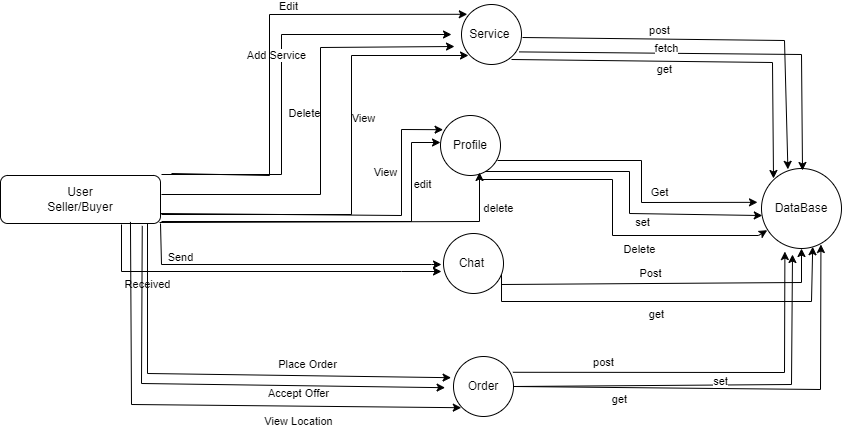 Edit
Service
post
Add Service
fetch
get
Delete
View
Profile
View
edit
User
Seller/Buyer
Get
delete
set
DataBase
Delete
Send
Chat
Post
Received
get
Place Order
post
Order
set
Accept Offer
get
View Location